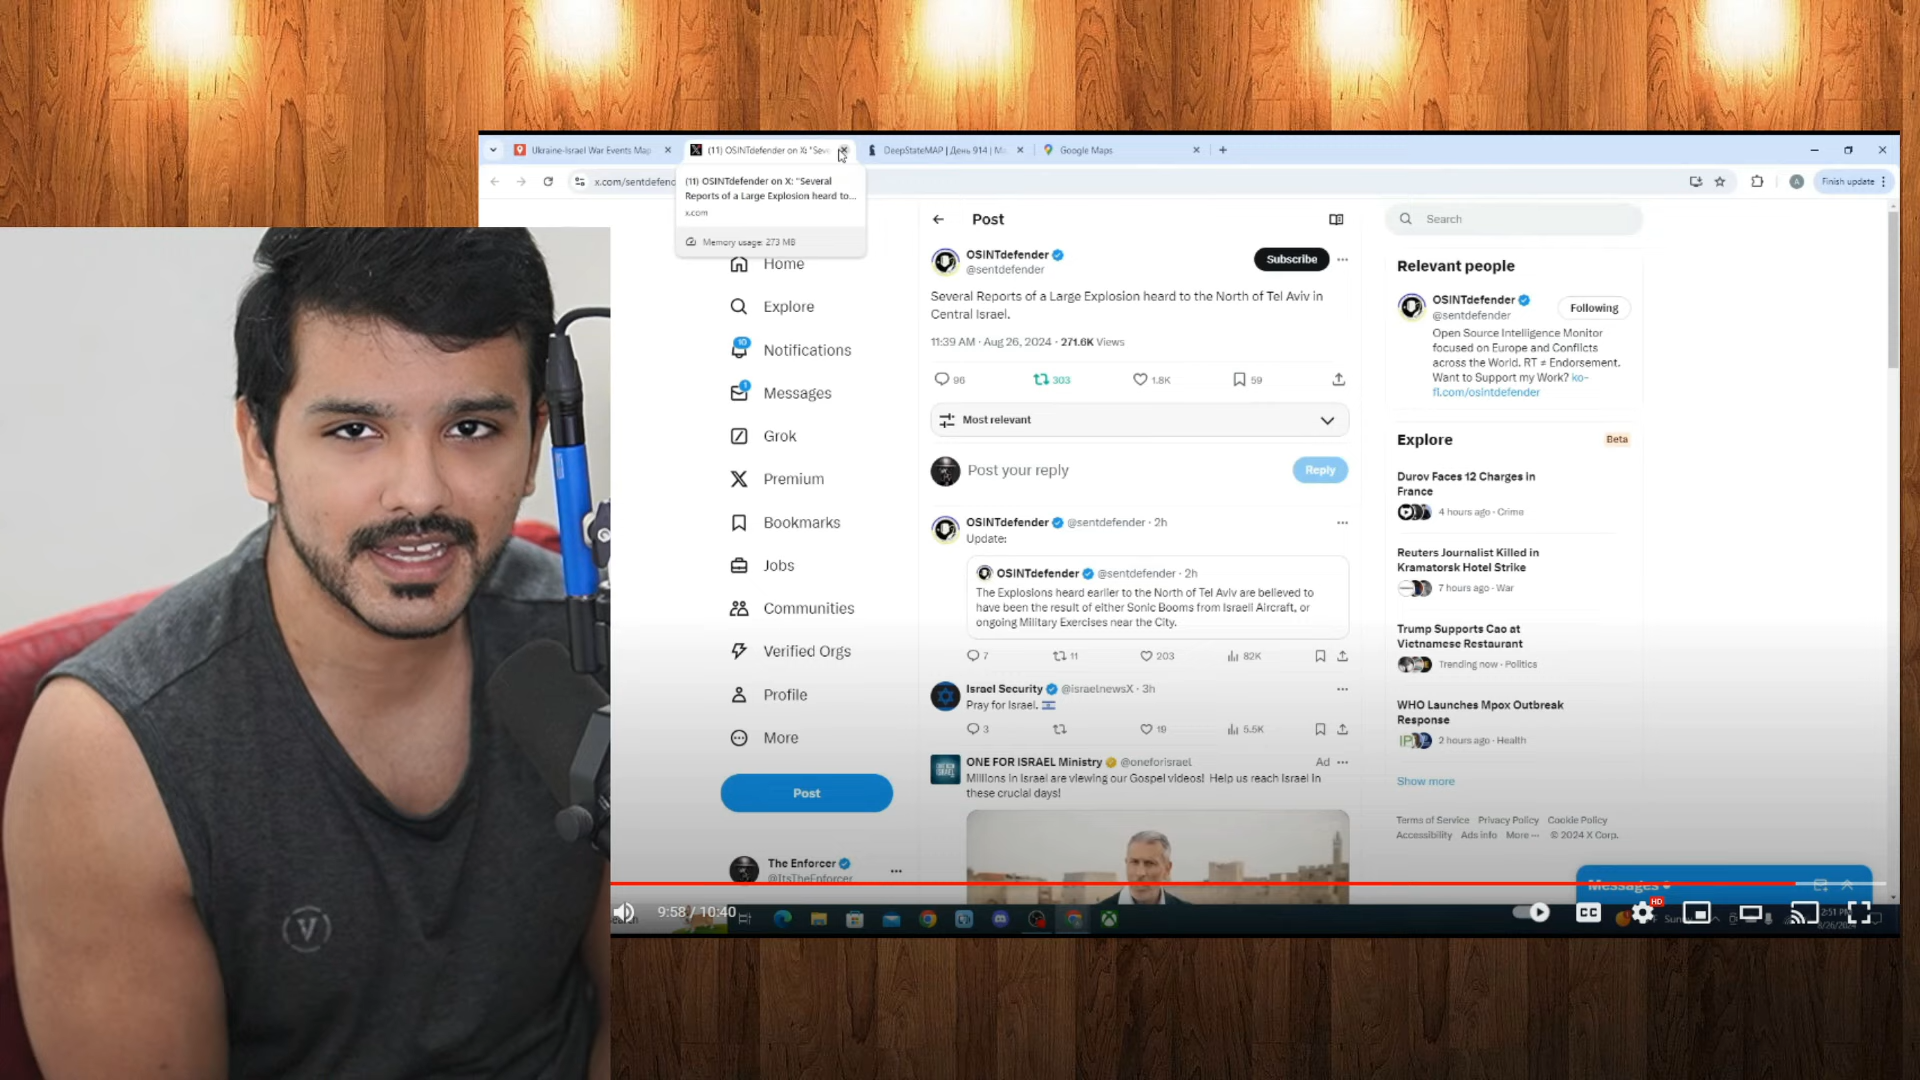 Ukraine-Israel War Events Map
(11) OSINTdefender on X: "Seve
DeepStateMAP | День 914 | М
Google Maps
x.com/sentdefend
Finish update
(11) OSINTdefender on X: "Several
Reports of a Large Explosion heard to...
x.com
Memory usage: 273 MB
Home
Explore
10
Notifications
1
Messages
Grok
Premium
Bookmarks
Jobs
Communities
Verified Orgs
Profile
More
Post
The Enforcer
@ItsTheEnforcer
Post
OSINTdefender
@sentdefender
Subscribe
Several Reports of a Large Explosion heard to the North of Tel Aviv in
Central Israel.
11:39 AM · Aug 26, 2024 · 271.6K Views
96
303
1.8K
59
Most relevant
Post your reply
Reply
OSINTdefender @sentdefender · 2h
Update:
OSINTdefender @sentdefender · 2h
The Explosions heard earlier to the North of Tel Aviv are believed to
have been the result of either Sonic Booms from Israeli Aircraft, or
ongoing Military Exercises near the City.
7
11
203
82K
Israel Security @israelnewsX · 3h
Pray for Israel.
3
19
5.5K
ONE FOR ISRAEL Ministry @oneforisrael
Ad
Millions in Israel are viewing our Gospel videos! Help us reach Israel in
these crucial days!
Search
Relevant people
OSINTdefender
@sentdefender
Following
Open Source Intelligence Monitor
focused on Europe and Conflicts
across the World. RT ≠ Endorsement.
Want to Support my Work? ko-
fi.com/osintdefender
Explore
Beta
Durov Faces 12 Charges in
France
4 hours ago · Crime
Reuters Journalist Killed in
Kramatorsk Hotel Strike
7 hours ago · War
Trump Supports Cao at
Vietnamese Restaurant
Trending now · Politics
WHO Launches Mpox Outbreak
Response
2 hours ago · Health
Show more
Terms of Service Privacy Policy Cookie Policy
Accessibility Ads info More ··· © 2024 X Corp.
Messages
9:58 / 10:40
CC
HD
V